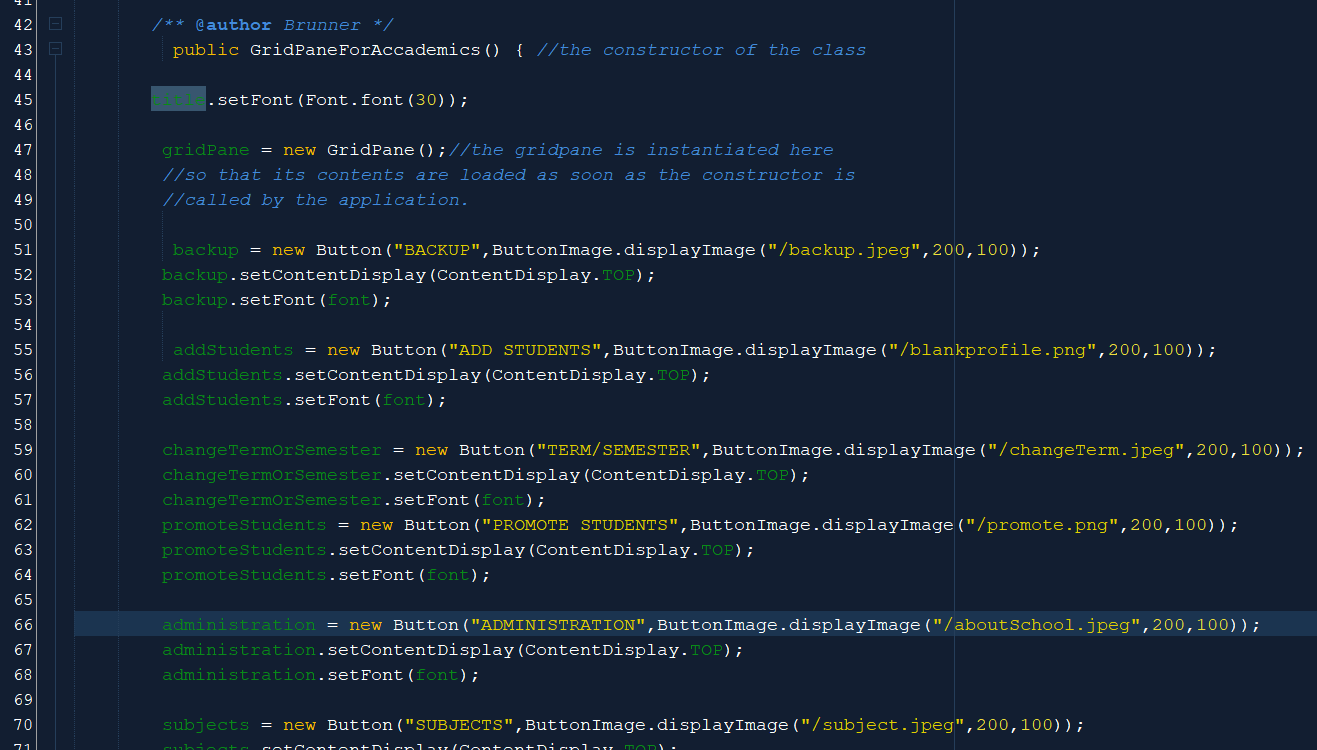 41
42 /** @author Brunner */
43 public GridPaneForAccademics() { //the constructor of the class
44
45 title.setFont(Font.font(30));
46
47 gridPane = new GridPane();//the gridpane is instantiated here
48 //so that its contents are loaded as soon as the constructor is
49 //called by the application.
50
51 backup = new Button("BACKUP",ButtonImage.displayImage("/backup.jpeg",200,100));
52 backup.setContentDisplay(ContentDisplay.TOP);
53 backup.setFont(font);
54
55 addStudents = new Button("ADD STUDENTS",ButtonImage.displayImage("/blankprofile.png",200,100));
56 addStudents.setContentDisplay(ContentDisplay.TOP);
57 addStudents.setFont(font);
58
59 changeTermOrSemester = new Button("TERM/SEMESTER",ButtonImage.displayImage("/changeTerm.jpeg",200,100));
60 changeTermOrSemester.setContentDisplay(ContentDisplay.TOP);
61 changeTermOrSemester.setFont(font);
62 promoteStudents = new Button("PROMOTE STUDENTS",ButtonImage.displayImage("/promote.png",200,100));
63 promoteStudents.setContentDisplay(ContentDisplay.TOP);
64 promoteStudents.setFont(font);
65
66 administration = new Button("ADMINISTRATION",ButtonImage.displayImage("/aboutSchool.jpeg",200,100));
67 administration.setContentDisplay(ContentDisplay.TOP);
68 administration.setFont(font);
69
70 subjects = new Button("SUBJECTS",ButtonImage.displayImage("/subject.jpeg",200,100));
71 subjects.setContentDisplay(ContentDisplay.TOP);